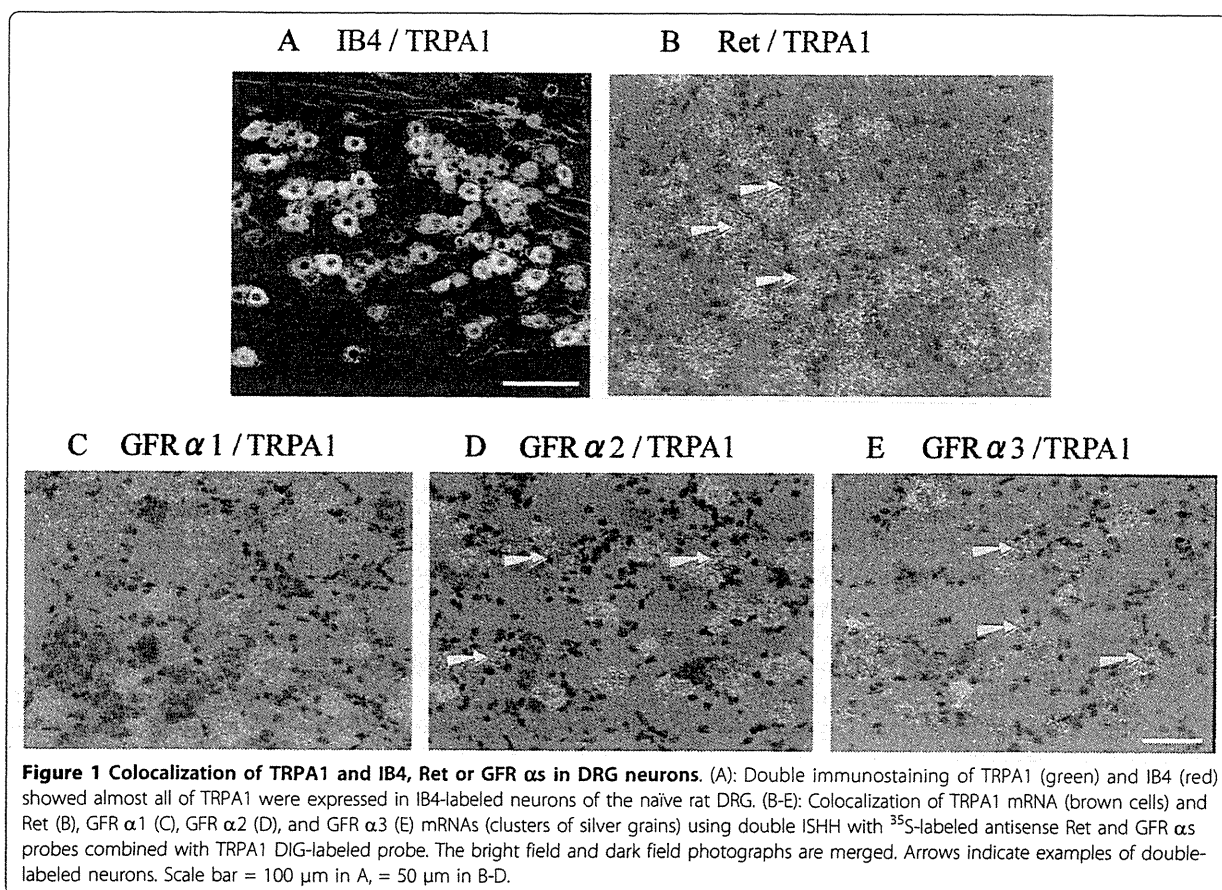 A IB4 / TRPA1
B Ret / TRPA1
C GFR α1 / TRPA1
D GFR α2 / TRPA1
E GFR α3 / TRPA1
Figure 1 Colocalization of TRPA1 and IB4, Ret or GFR αs in DRG neurons. (A): Double immunostaining of TRPA1 (green) and IB4 (red)
showed almost all of TRPA1 were expressed in IB4-labeled neurons of the naïve rat DRG. (B-E): Colocalization of TRPA1 mRNA (brown cells) and
Ret (B), GFR α1 (C), GFR α2 (D), and GFR α3 (E) mRNAs (clusters of silver grains) using double ISHH with ³⁵S-labeled antisense Ret and GFR αs
probes combined with TRPA1 DIG-labeled probe. The bright field and dark field photographs are merged. Arrows indicate examples of double-
labeled neurons. Scale bar = 100 μm in A, = 50 μm in B-D.